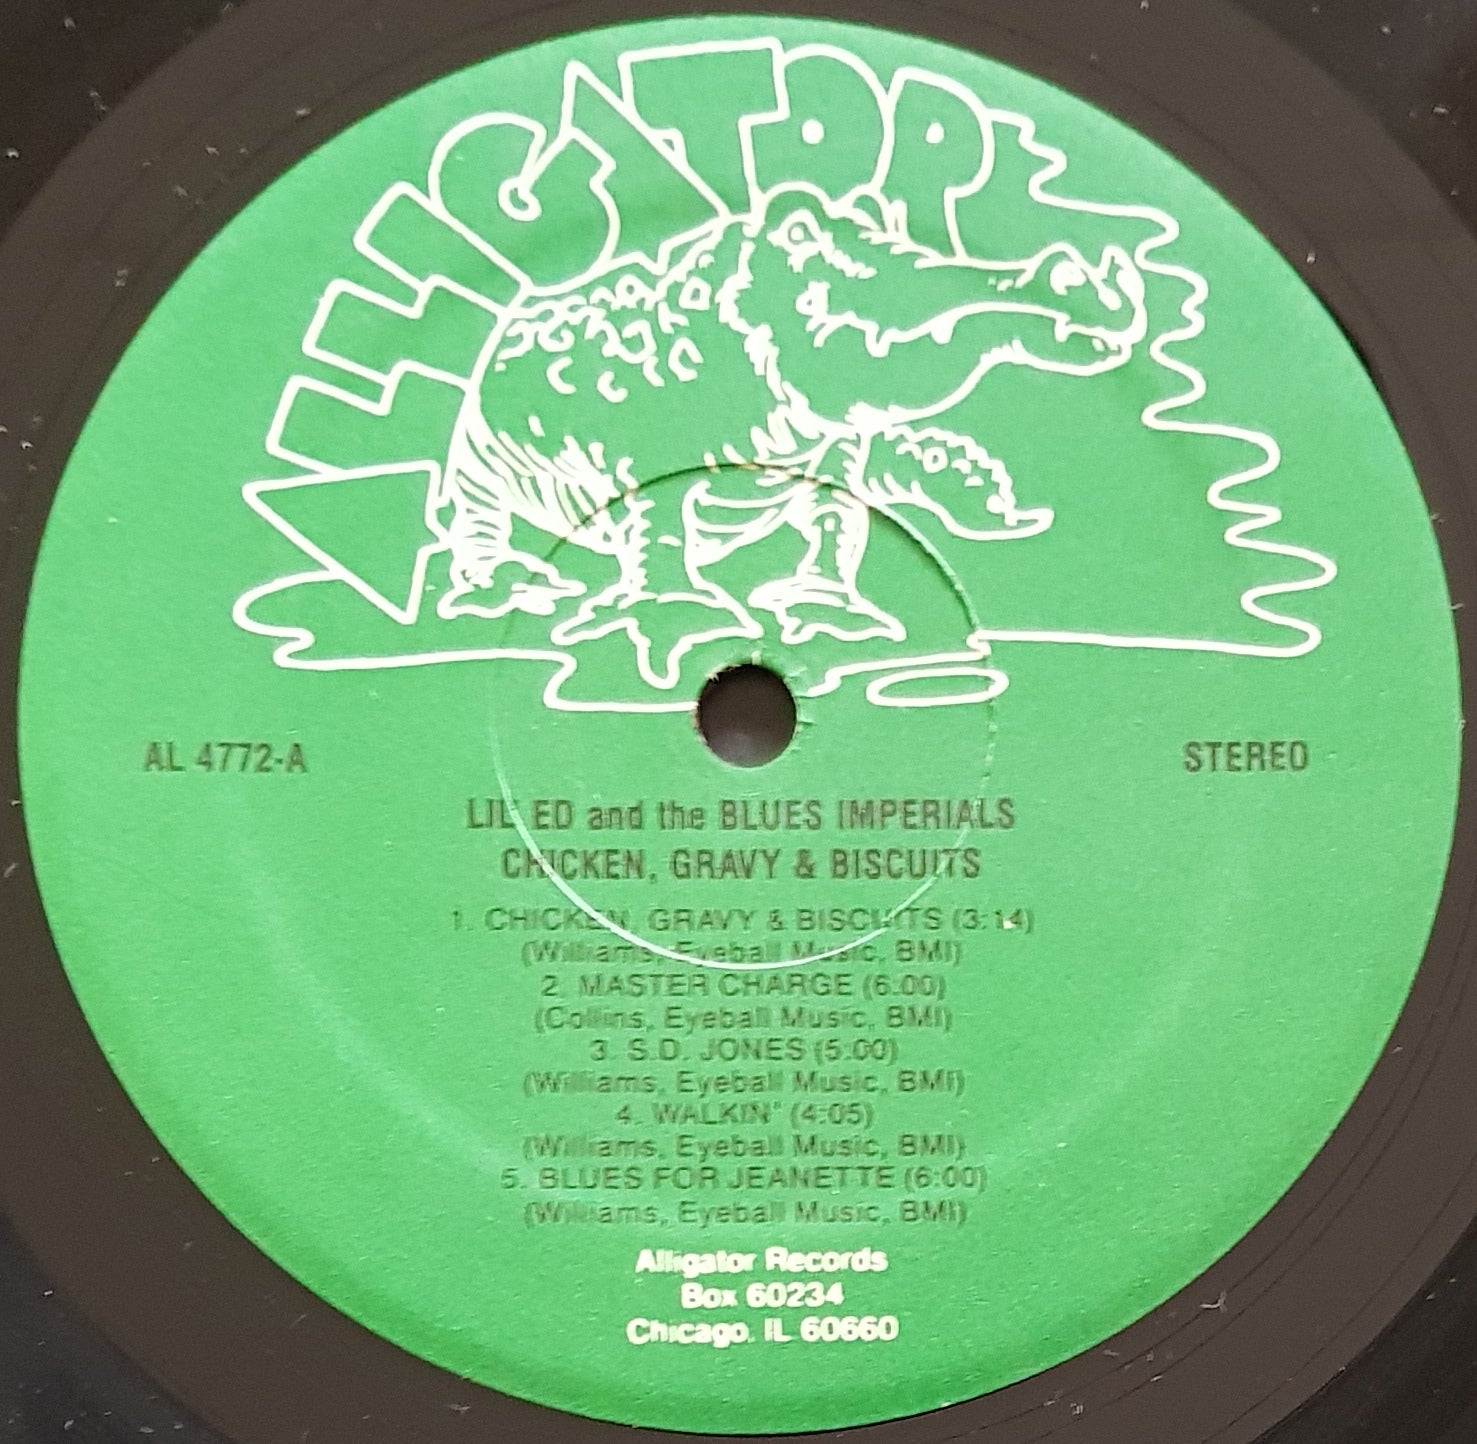 ALLIGATOR
AL 4772-A
STEREO
LIL' ED and the BLUES IMPERIALS
CHICKEN, GRAVY & BISCUITS
1. CHICKEN, GRAVY & BISCUITS (3:14)
(Williams, Eyeball Music, BMI)
2. MASTER CHARGE (6:00)
(Collins, Eyeball Music, BMI)
3. S.D. JONES (5:00)
(Williams, Eyeball Music, BMI)
4. WALKIN' (4:05)
(Williams, Eyeball Music, BMI)
5. BLUES FOR JEANETTE (6:00)
(Williams, Eyeball Music, BMI)
Alligator Records
Box 60234
Chicago, IL 60660